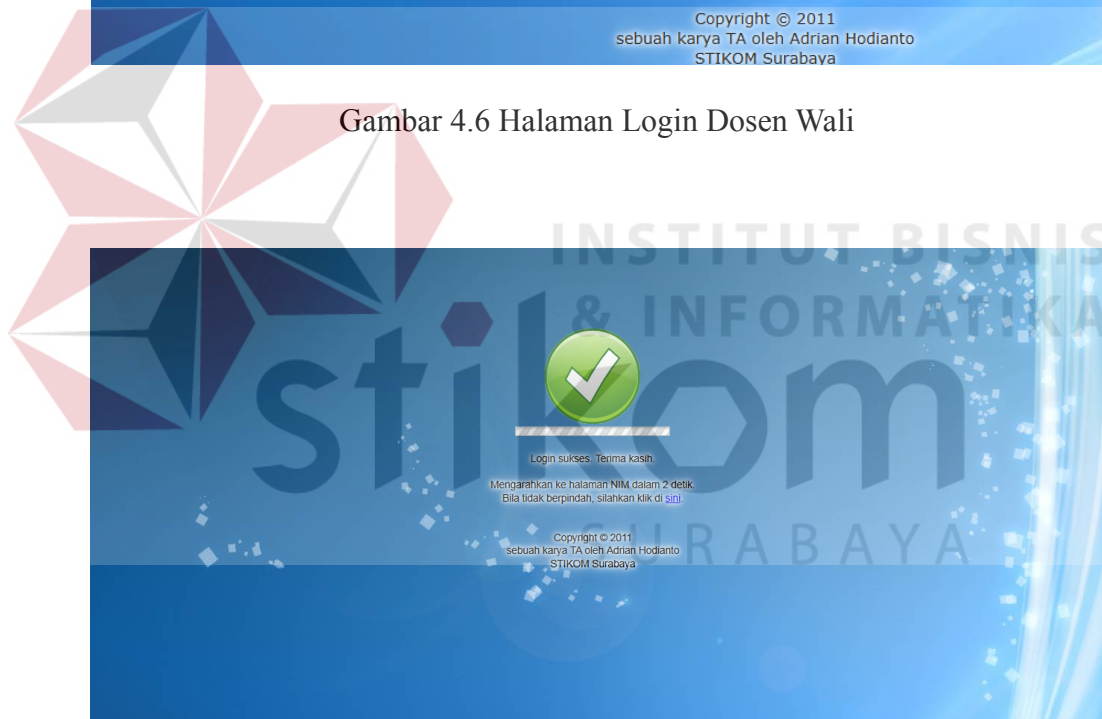 Copyright © 2011
sebuah karya TA oleh Adrian Hodianto
STIKOM Surabaya
Gambar 4.6 Halaman Login Dosen Wali
INSTITUT BISNIS
& INFORMATIKA
stikom
SURABAYA
Login sukses. Terima kasih.
Mengarahkan ke halaman NIM dalam 2 detik.
Bila tidak berpindah, silahkan klik di sini.
Copyright © 2011
sebuah karya TA oleh Adrian Hodianto
STIKOM Surabaya